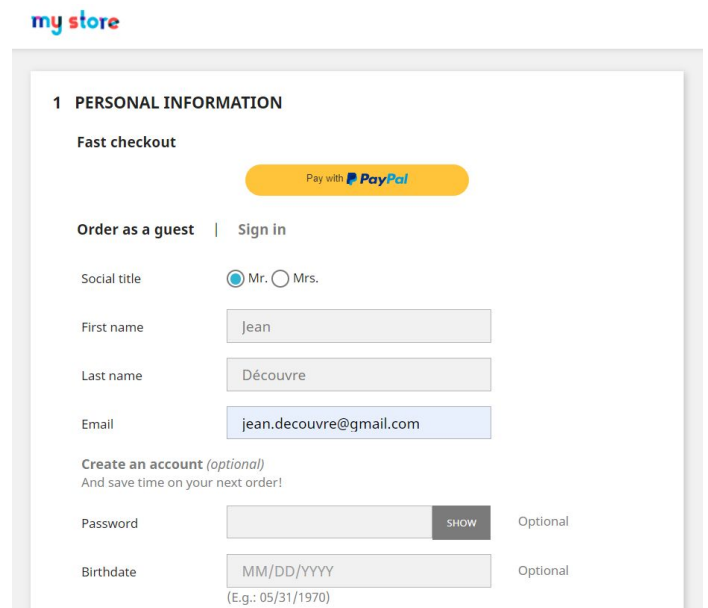 my store
1 PERSONAL INFORMATION
Fast checkout
Pay with PayPal
Order as a guest | Sign in
Social title Mr. Mrs.
First name Jean
Last name Découvre
Email jean.decouvre@gmail.com
Create an account (optional)
And save time on your next order!
Password SHOW Optional
Birthdate MM/DD/YYYY Optional
(E.g.: 05/31/1970)